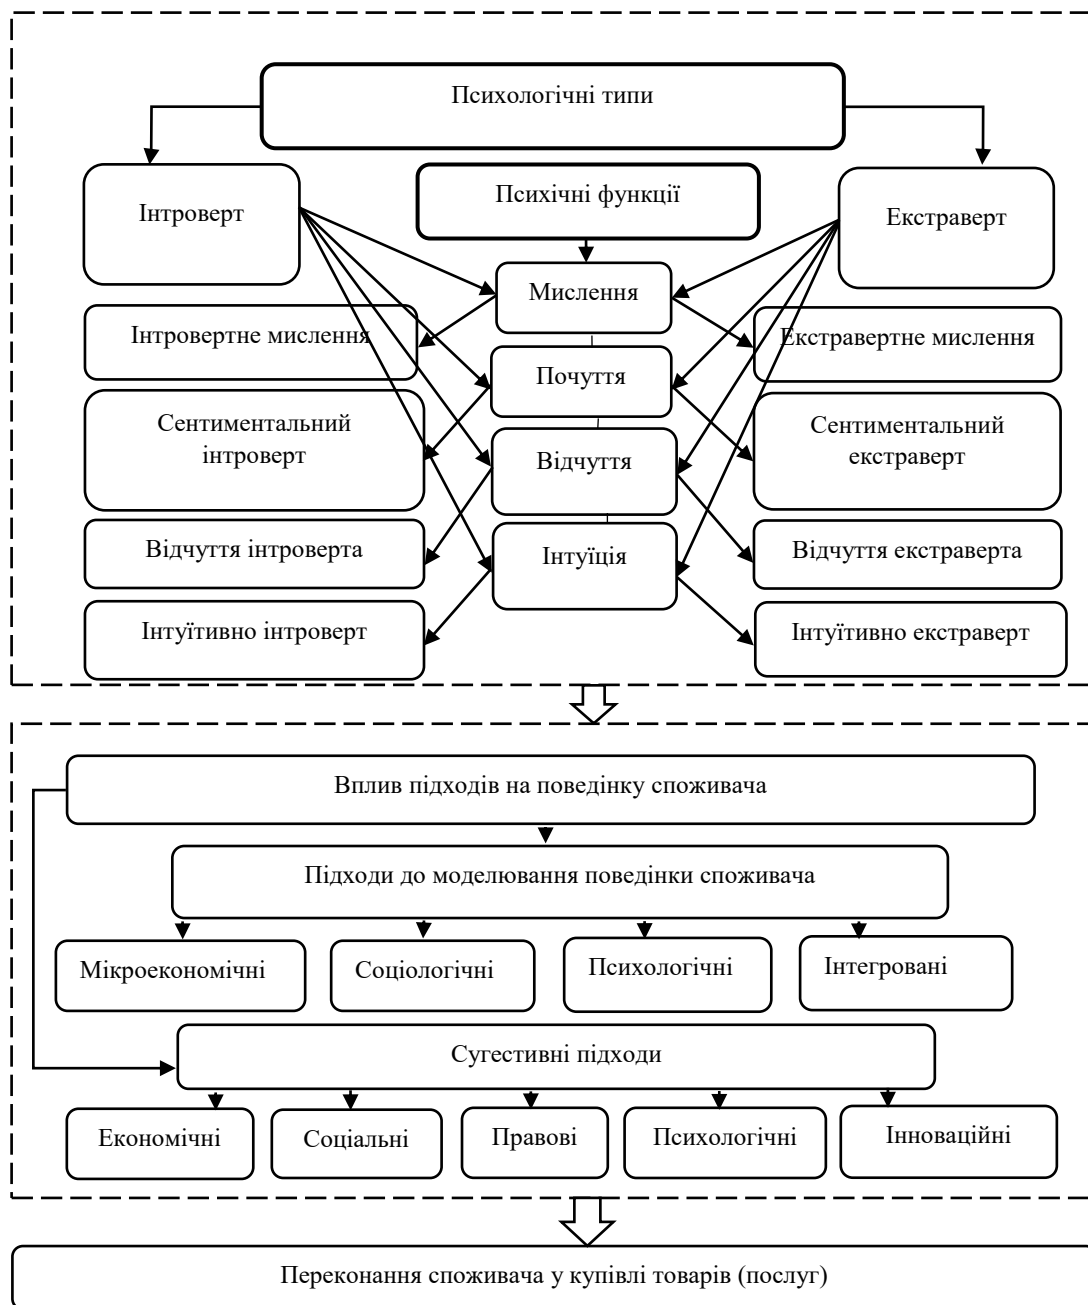 Психологічні типи
Інтроверт
Психічні функції
Екстраверт
Мислення
Інтровертне мислення
Екстравертне мислення
Почуття
Сентиментальний
інтроверт
Сентиментальний
екстраверт
Відчуття
Відчуття інтроверта
Відчуття екстраверта
Інтуїція
Інтуїтивно інтроверт
Інтуїтивно екстраверт
Вплив підходів на поведінку споживача
Підходи до моделювання поведінки споживача
Мікроекономічні
Соціологічні
Психологічні
Інтегровані
Сугестивні підходи
Економічні
Соціальні
Правові
Психологічні
Інноваційні
Переконання споживача у купівлі товарів (послуг)